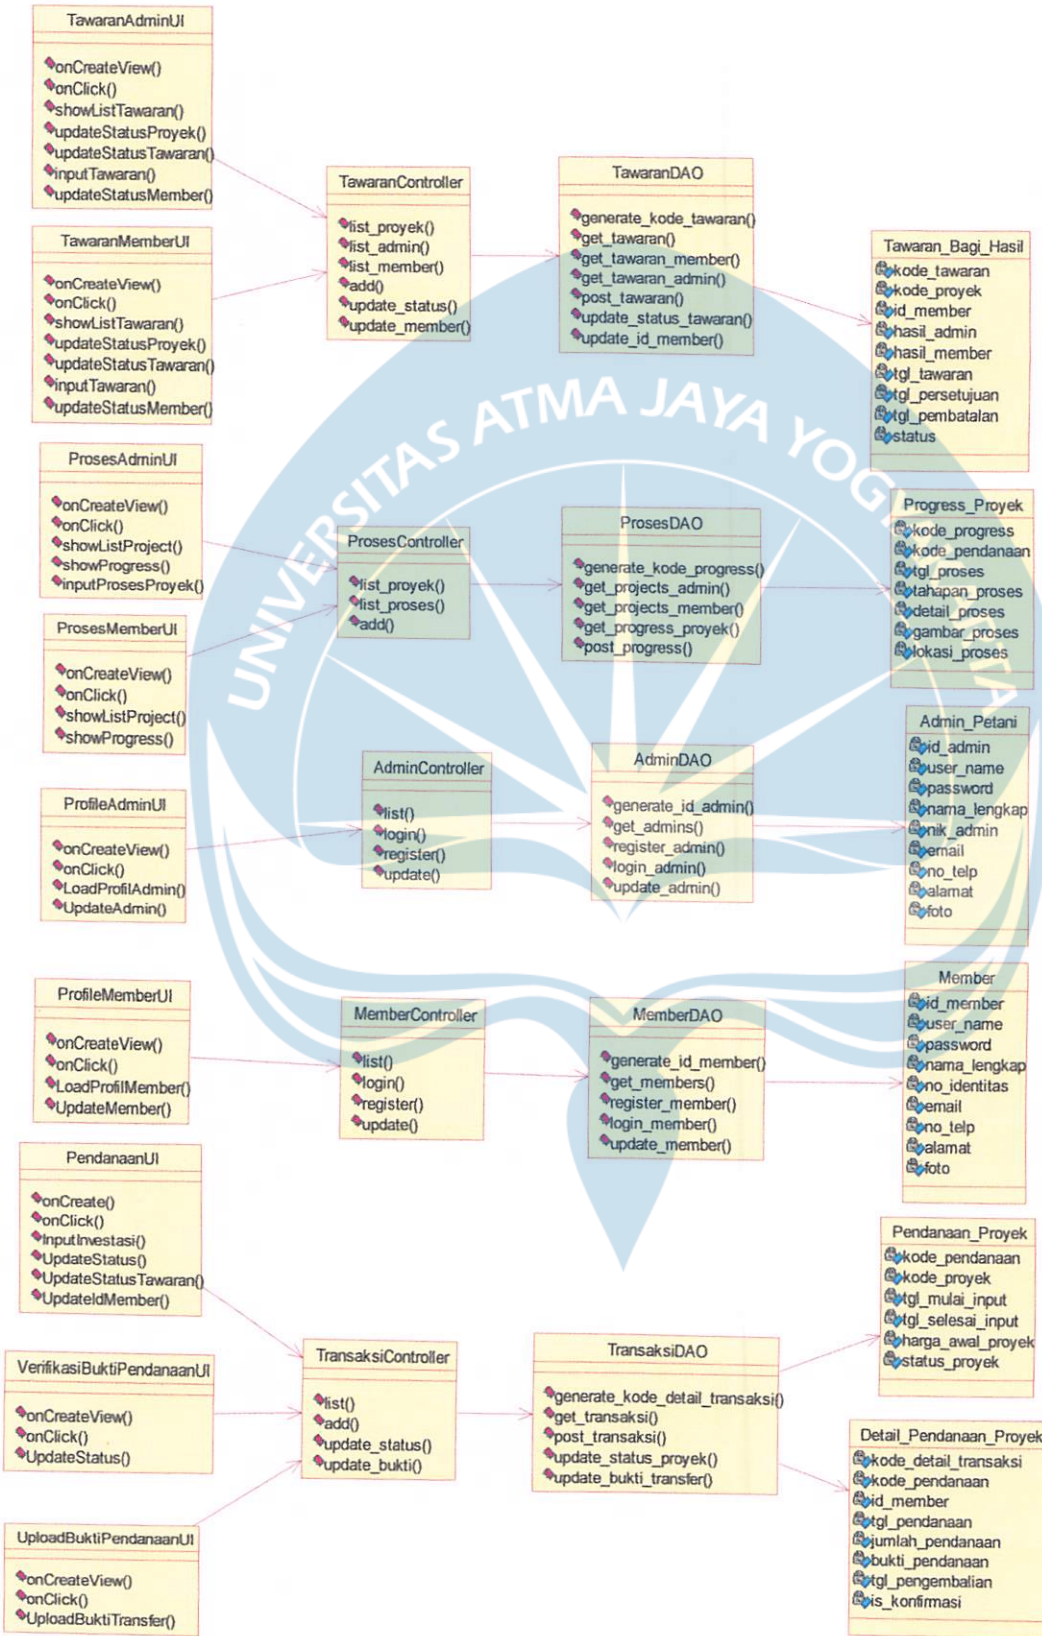 TawaranAdminUI
onCreateView()
onClick()
showListTawaran()
updateStatusProyek()
updateStatusTawaran()
inputTawaran()
updateStatusMember()
TawaranMemberUI
onCreateView()
onClick()
showListTawaran()
updateStatusProyek()
updateStatusTawaran()
inputTawaran()
updateStatusMember()
TawaranController
list_proyek()
list_admin()
list_member()
add()
update_status()
update_member()
TawaranDAO
generate_kode_tawaran()
get_tawaran()
get_tawaran_member()
get_tawaran_admin()
post_tawaran()
update_status_tawaran()
update_id_member()
Tawaran_Bagi_Hasil
kode_tawaran
kode_proyek
id_member
hasil_admin
hasil_member
tgl_tawaran
tgl_persetujuan
tgl_pembatalan
status
UNIVERSITAS ATMA JAYA YOGYAKARTA
ProsesAdminUI
onCreateView()
onClick()
showListProject()
showProgress()
inputProsesProyek()
ProsesMemberUI
onCreateView()
onClick()
showListProject()
showProgress()
ProsesController
list_proyek()
list_proses()
add()
ProsesDAO
generate_kode_progress()
get_projects_admin()
get_projects_member()
get_progress_proyek()
post_progress()
Progress_Proyek
kode_progress
kode_pendanaan
tgl_proses
tahapan_proses
detail_proses
gambar_proses
lokasi_proses
ProfileAdminUI
onCreateView()
onClick()
LoadProfilAdmin()
UpdateAdmin()
AdminController
list()
login()
register()
update()
AdminDAO
generate_id_admin()
get_admins()
register_admin()
login_admin()
update_admin()
Admin_Petani
id_admin
user_name
password
nama_lengkap
nik_admin
email
no_telp
alamat
foto
ProfileMemberUI
onCreateView()
onClick()
LoadProfilMember()
UpdateMember()
MemberController
list()
login()
register()
update()
MemberDAO
generate_id_member()
get_members()
register_member()
login_member()
update_member()
Member
id_member
user_name
password
nama_lengkap
no_identitas
email
no_telp
alamat
foto
PendanaanUI
onCreate()
onClick()
InputInvestasi()
UpdateStatus()
UpdateStatusTawaran()
UpdateIdMember()
VerifikasiBuktiPendanaanUI
onCreateView()
onClick()
UpdateStatus()
UploadBuktiPendanaanUI
onCreateView()
onClick()
UploadBuktiTransfer()
TransaksiController
list()
add()
update_status()
update_bukti()
TransaksiDAO
generate_kode_detail_transaksi()
get_transaksi()
post_transaksi()
update_status_proyek()
update_bukti_transfer()
Pendanaan_Proyek
kode_pendanaan
kode_proyek
tgl_mulai_input
tgl_selesai_input
harga_awal_proyek
status_proyek
Detail_Pendanaan_Proyek
kode_detail_transaksi
kode_pendanaan
id_member
tgl_pendanaan
jumlah_pendanaan
bukti_pendanaan
tgl_pengembalian
is_konfirmasi